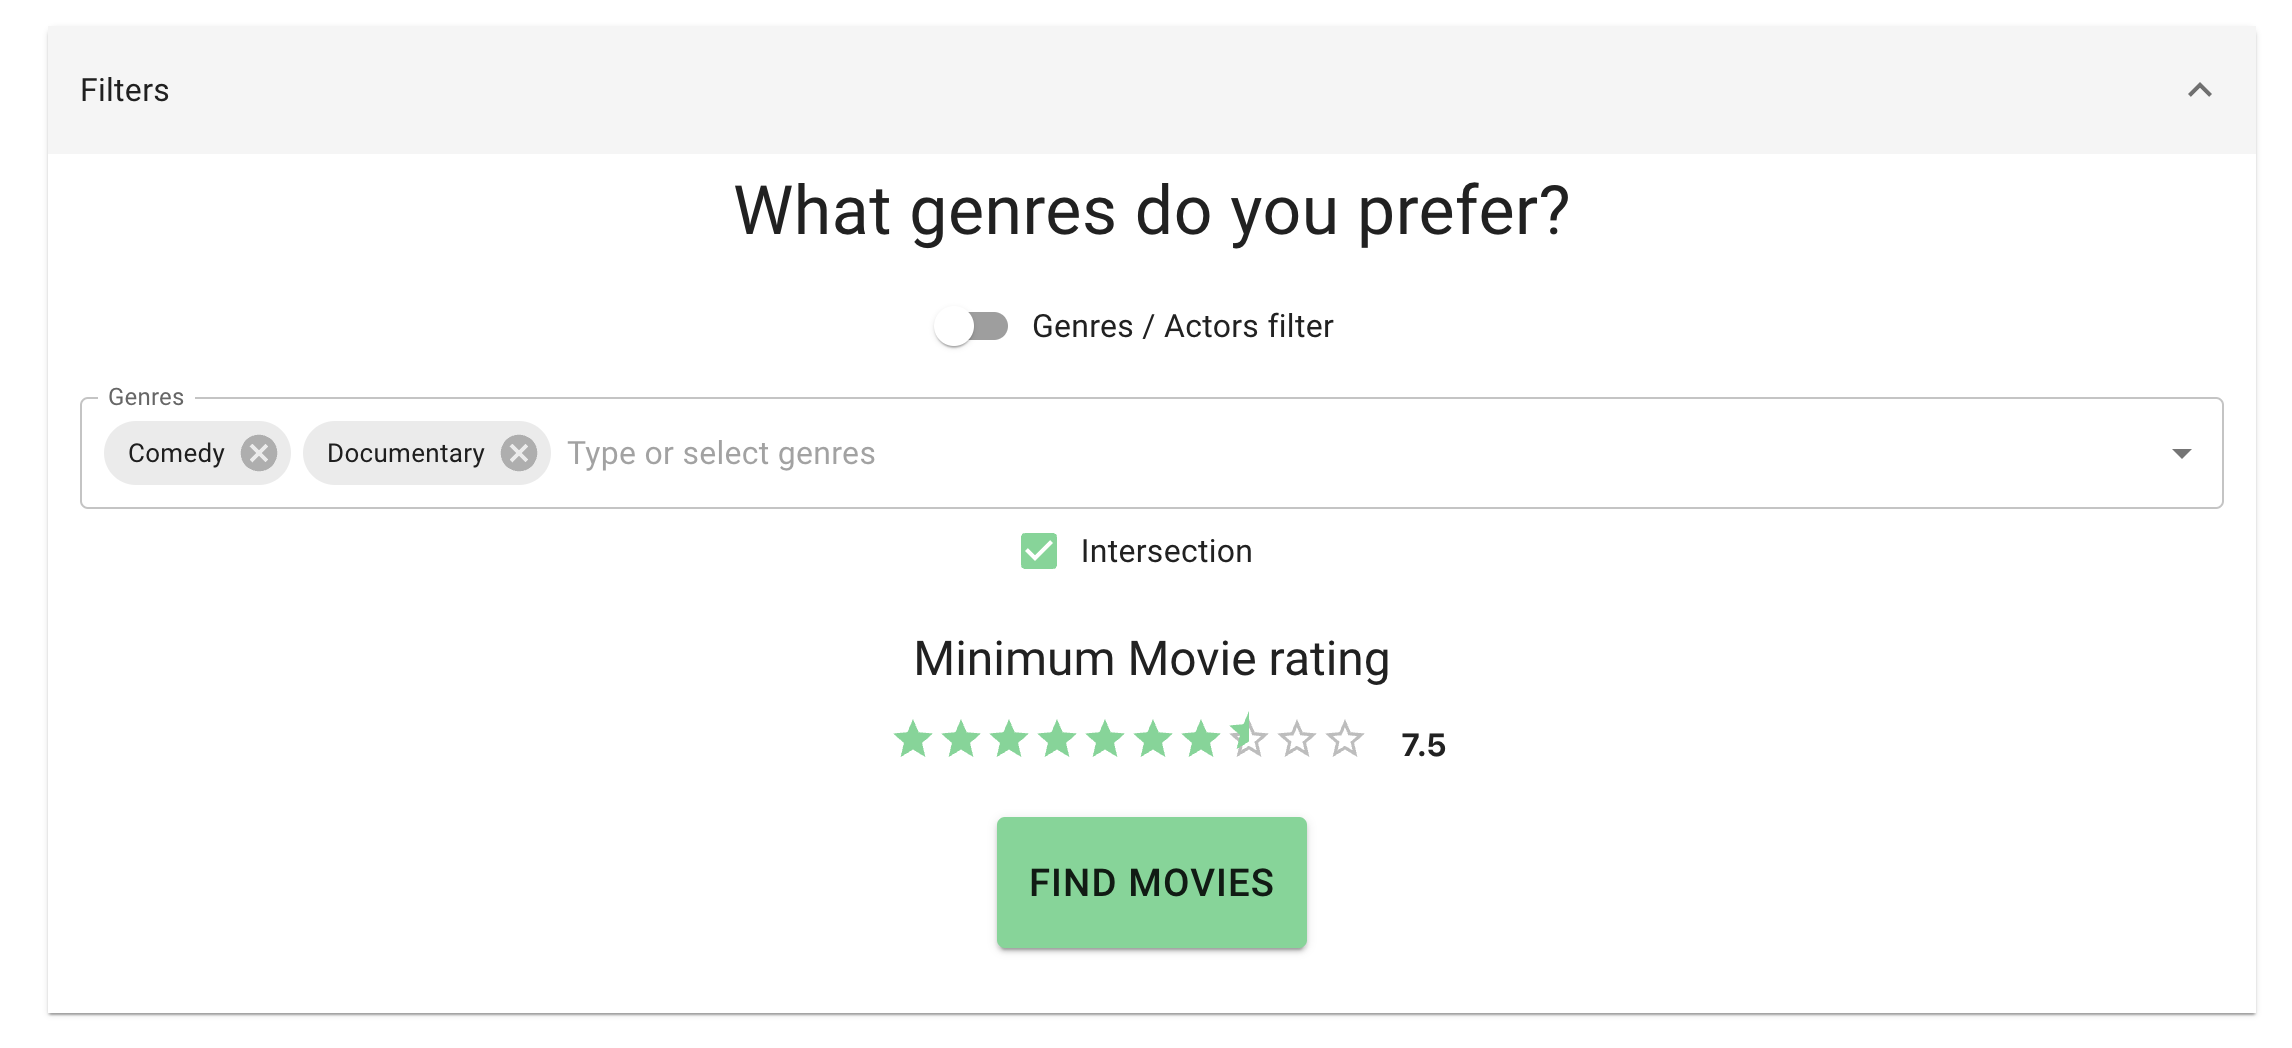 Filters
What genres do you prefer?
Genres / Actors filter
Genres
Comedy Documentary Type or select genres
Intersection
Minimum Movie rating
7.5
FIND MOVIES